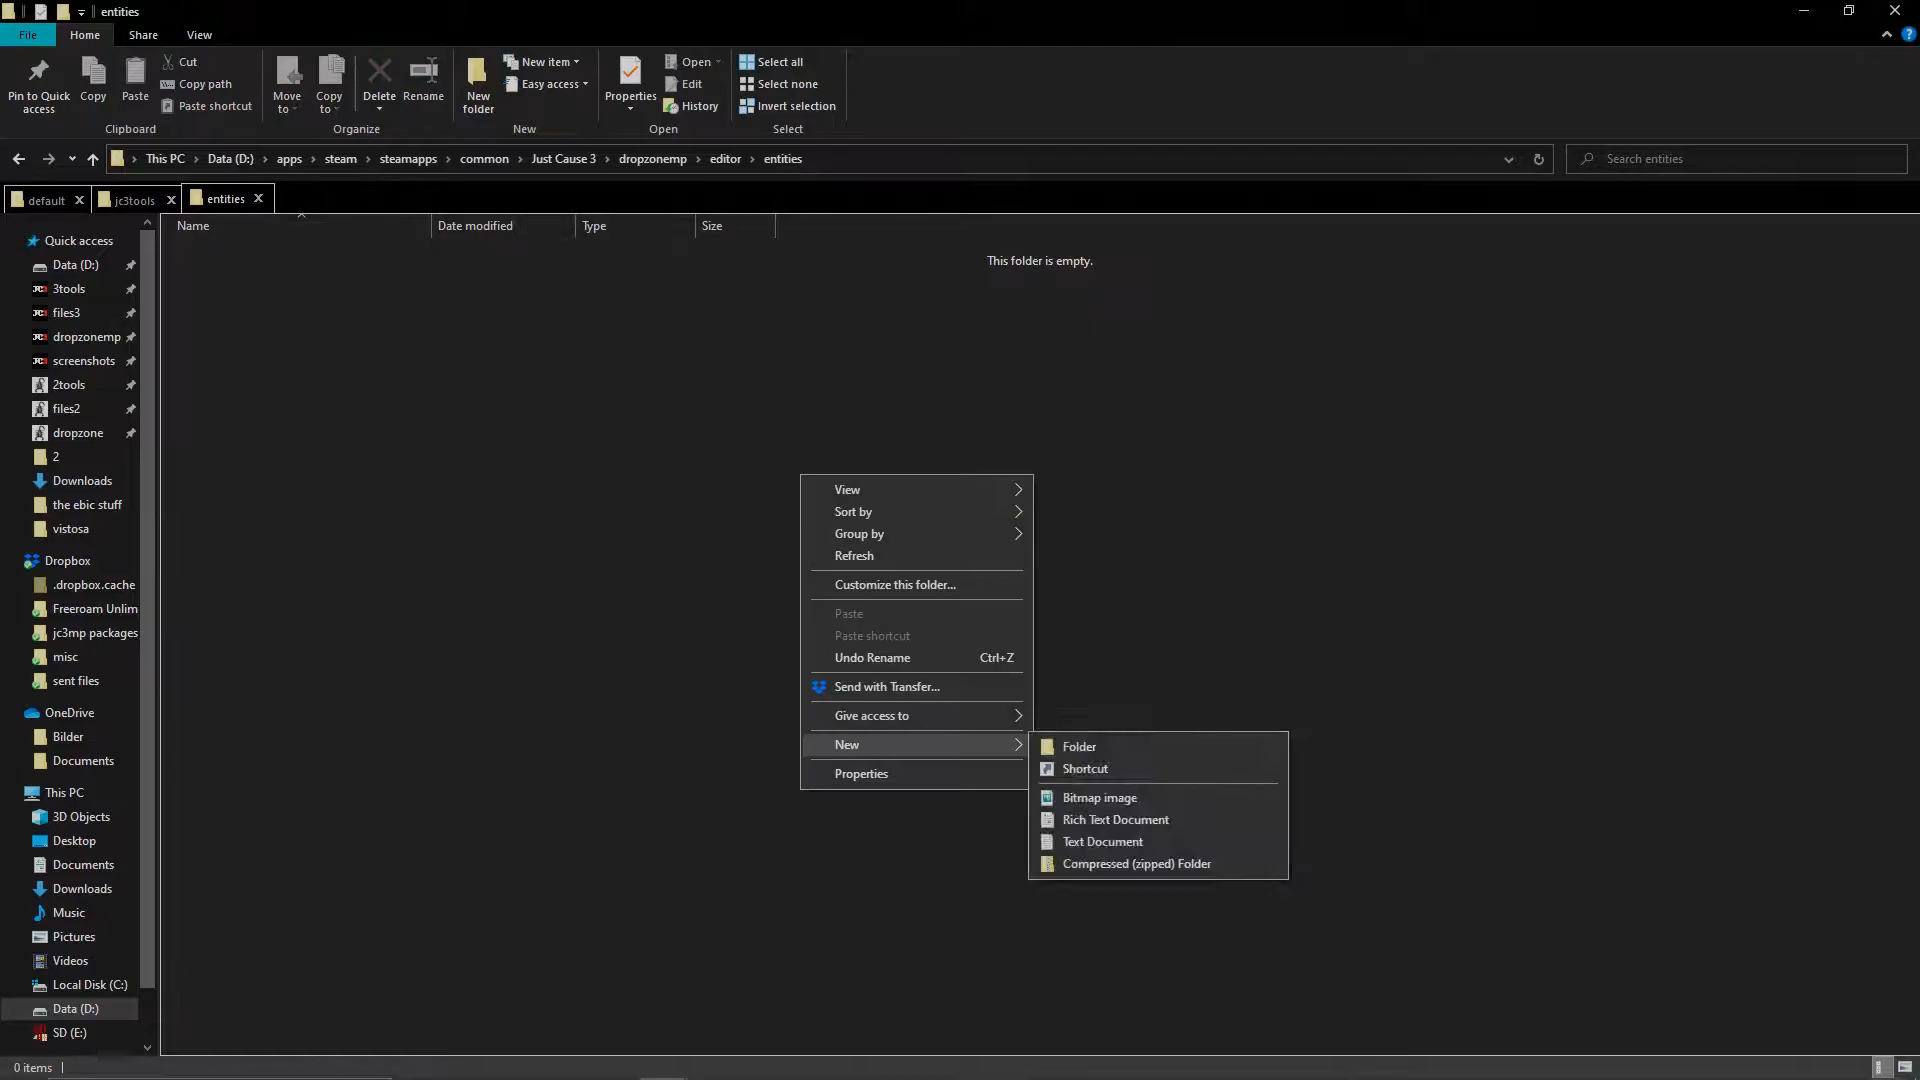 entities
File
Home
Share
View
Pin to Quick access
Copy
Paste
Cut
Copy path
Paste shortcut
Clipboard
Move to
Copy to
Delete
Rename
Organize
New folder
New item
Easy access
New
Properties
Open
Edit
History
Open
Select all
Select none
Invert selection
Select
This PC
Data (D:)
apps
steam
steamapps
common
Just Cause 3
dropzonemp
editor
entities
Search entities
default
jc3tools
entities
Name
Date modified
Type
Size
This folder is empty.
Quick access
Data (D:)
3tools
files3
dropzonemp
screenshots
2tools
files2
dropzone
2
Downloads
the ebic stuff
vistosa
Dropbox
.dropbox.cache
Freeroam Unlim
jc3mp packages
misc
sent files
OneDrive
Bilder
Documents
This PC
3D Objects
Desktop
Documents
Downloads
Music
Pictures
Videos
Local Disk (C:)
Data (D:)
SD (E:)
View
Sort by
Group by
Refresh
Customize this folder...
Paste
Paste shortcut
Undo Rename Ctrl+Z
Send with Transfer...
Give access to
New
Properties
Folder
Shortcut
Bitmap image
Rich Text Document
Text Document
Compressed (zipped) Folder
0 items